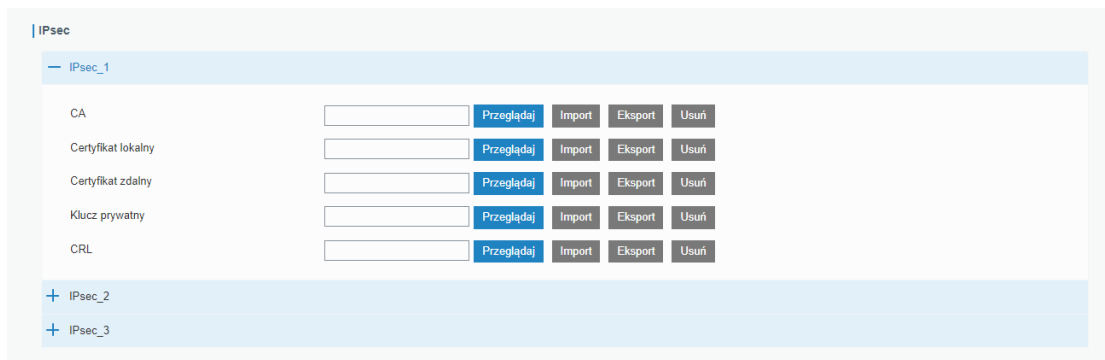 IPsec
IPsec_1
CA Przeglądaj Import Eksport Usuń
Certyfikat lokalny Przeglądaj Import Eksport Usuń
Certyfikat zdalny Przeglądaj Import Eksport Usuń
Klucz prywatny Przeglądaj Import Eksport Usuń
CRL Przeglądaj Import Eksport Usuń
IPsec_2
IPsec_3